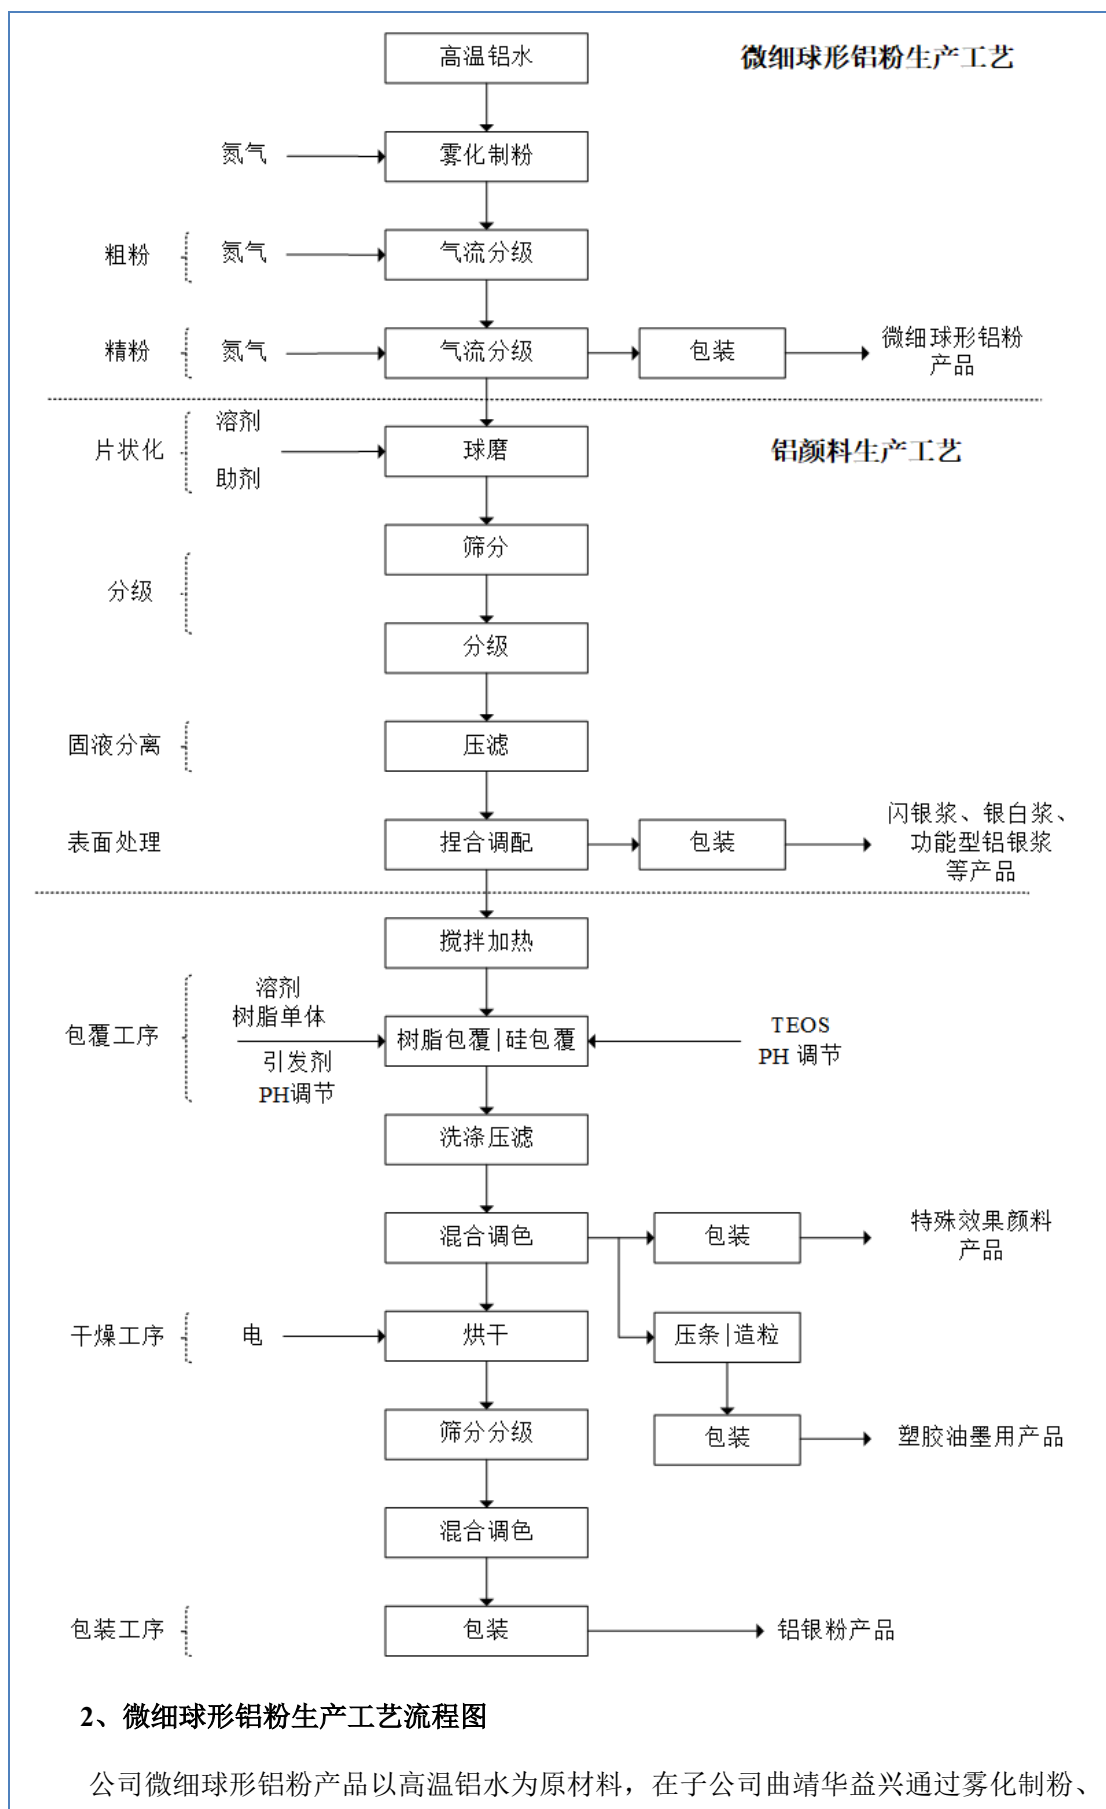 高温铝水
微细球形铝粉生产工艺
氮气
雾化制粉
粗粉
氮气
气流分级
精粉
氮气
气流分级
包装
微细球形铝粉
产品
片状化
溶剂
助剂
球磨
铝颜料生产工艺
筛分
分级
分级
固液分离
压滤
表面处理
捏合调配
包装
闪银浆、银白浆、
功能型铝银浆
等产品
搅拌加热
包覆工序
溶剂
树脂单体
引发剂
PH调节
树脂包覆|硅包覆
TEOS
PH 调节
洗涤压滤
混合调色
包装
特殊效果颜料
产品
干燥工序
电
烘干
压条|造粒
筛分分级
包装
塑胶油墨用产品
混合调色
包装工序
包装
铝银粉产品
2、微细球形铝粉生产工艺流程图
公司微细球形铝粉产品以高温铝水为原材料，在子公司曲靖华益兴通过雾化制粉、